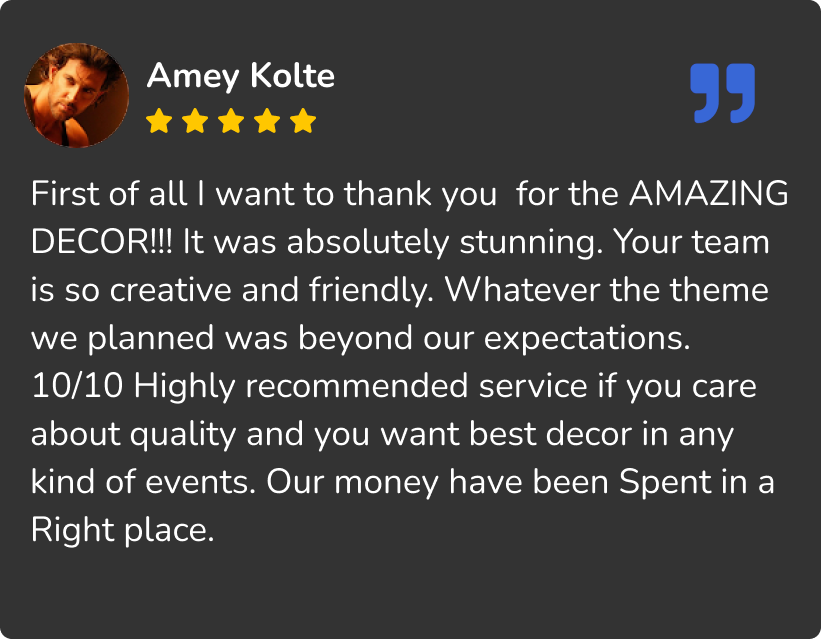 Amey Kolte
First of all I want to thank you  for the AMAZING
DECOR!!! It was absolutely stunning. Your team
is so creative and friendly. Whatever the theme
we planned was beyond our expectations.
10/10 Highly recommended service if you care
about quality and you want best decor in any
kind of events. Our money have been Spent in a
Right place.